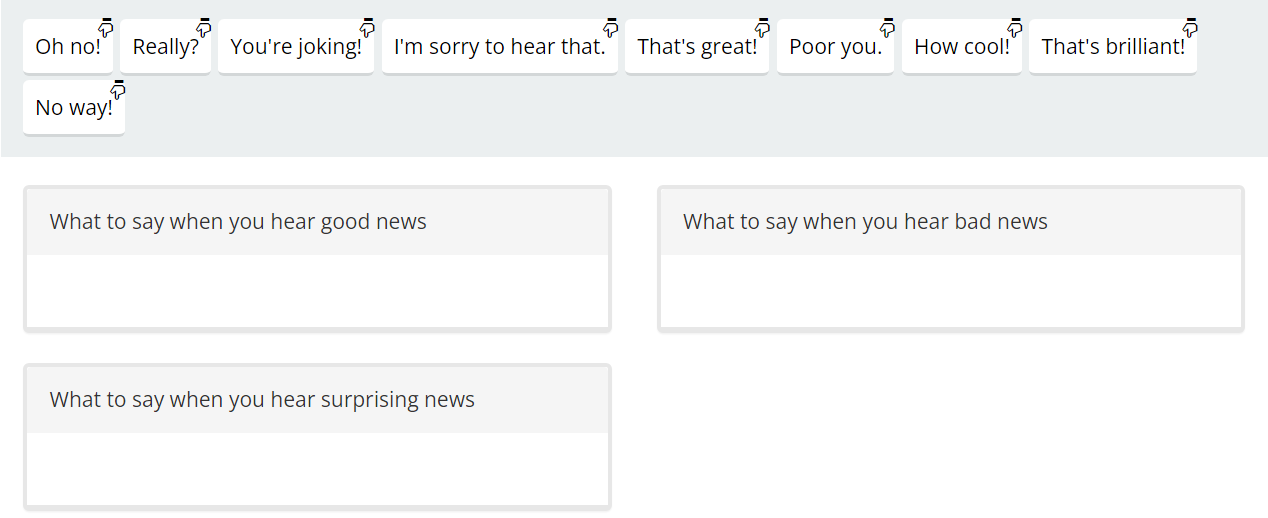 Oh no! Really? You're joking! I'm sorry to hear that. That's great! Poor you. How cool! That's brilliant!
No way!
What to say when you hear good news
What to say when you hear bad news
What to say when you hear surprising news